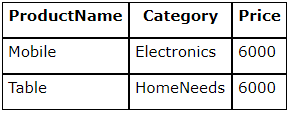 ProductName Category Price
Mobile Electronics 6000
Table HomeNeeds 6000